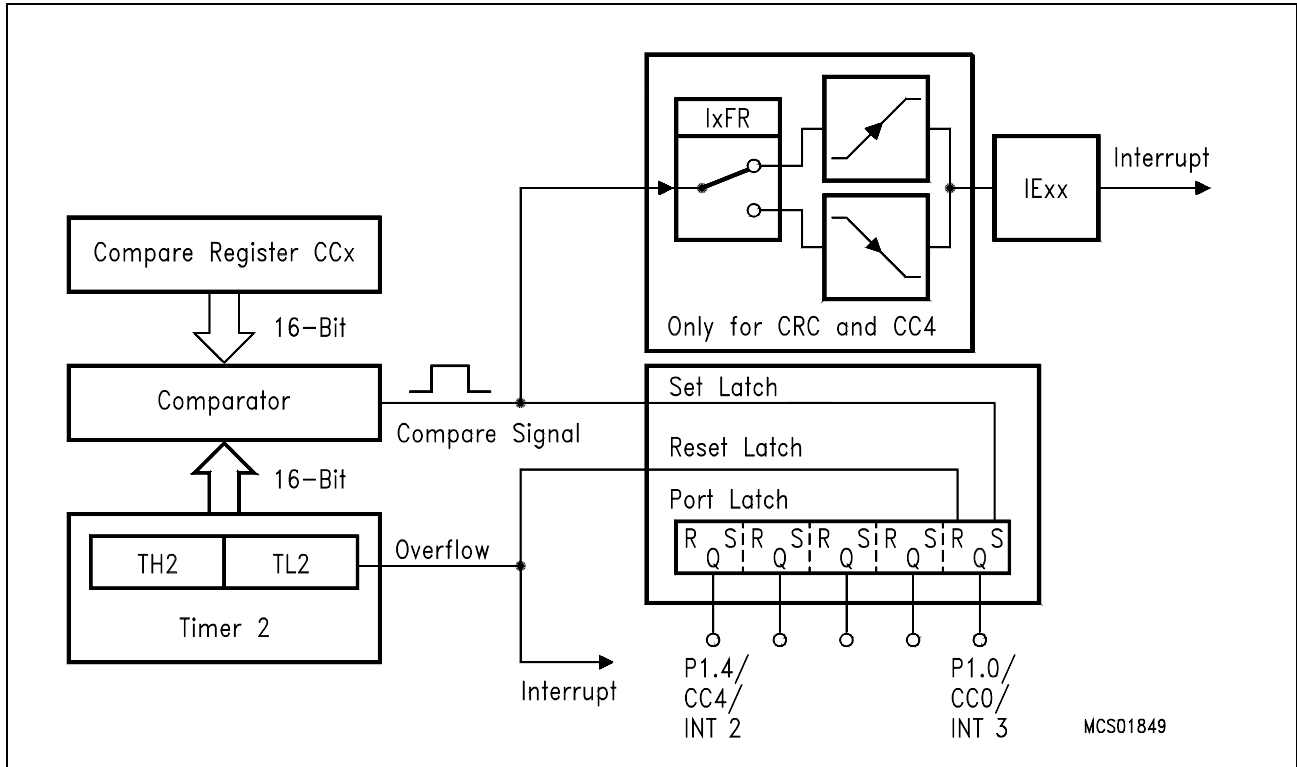 IxFR
Interrupt
IExx
Only for CRC and CC4
Compare Register CCx
16-Bit
Comparator
Compare Signal
16-Bit
TH2 TL2
Timer 2
Overflow
Interrupt
Set Latch
Reset Latch
Port Latch
R S R S R S R S R S
Q Q Q Q Q
P1.4/
CC4/
INT 2
P1.0/
CC0/
INT 3
MCS01849